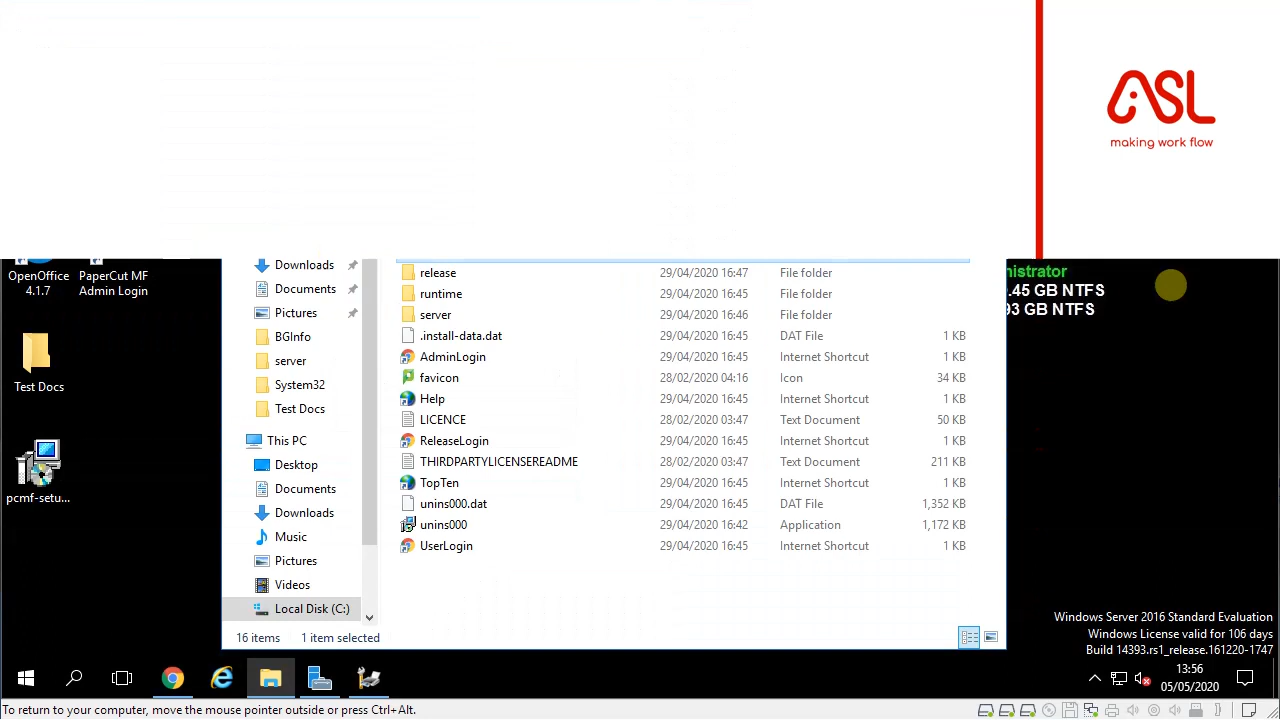 ASL
making work flow
OpenOffice
4.1.7
PaperCut MF
Admin Login
Test Docs
pcmf-setu...
Downloads
Documents
Pictures
BGInfo
server
System32
Test Docs
This PC
Desktop
Documents
Downloads
Music
Pictures
Videos
Local Disk (C:)
release 29/04/2020 16:47 File folder
runtime 29/04/2020 16:45 File folder
server 29/04/2020 16:46 File folder
.install-data.dat 29/04/2020 16:45 DAT File 1 KB
AdminLogin 29/04/2020 16:45 Internet Shortcut 1 KB
favicon 28/02/2020 04:16 Icon 34 KB
Help 29/04/2020 16:45 Internet Shortcut 1 KB
LICENCE 28/02/2020 03:47 Text Document 50 KB
ReleaseLogin 29/04/2020 16:45 Internet Shortcut 1 KB
THIRDPARTYLICENSEREADME 28/02/2020 03:47 Text Document 211 KB
TopTen 29/04/2020 16:45 Internet Shortcut 1 KB
unins000.dat 29/04/2020 16:45 DAT File 1,352 KB
unins000 29/04/2020 16:42 Application 1,172 KB
UserLogin 29/04/2020 16:45 Internet Shortcut 1 KB
16 items 1 item selected
nistrator
.45 GB NTFS
93 GB NTFS
Windows Server 2016 Standard Evaluation
Windows License valid for 106 days
Build 14393.rs1_release.161220-1747
13:56
05/05/2020
To return to your computer, move the mouse pointer outside or press Ctrl+Alt.